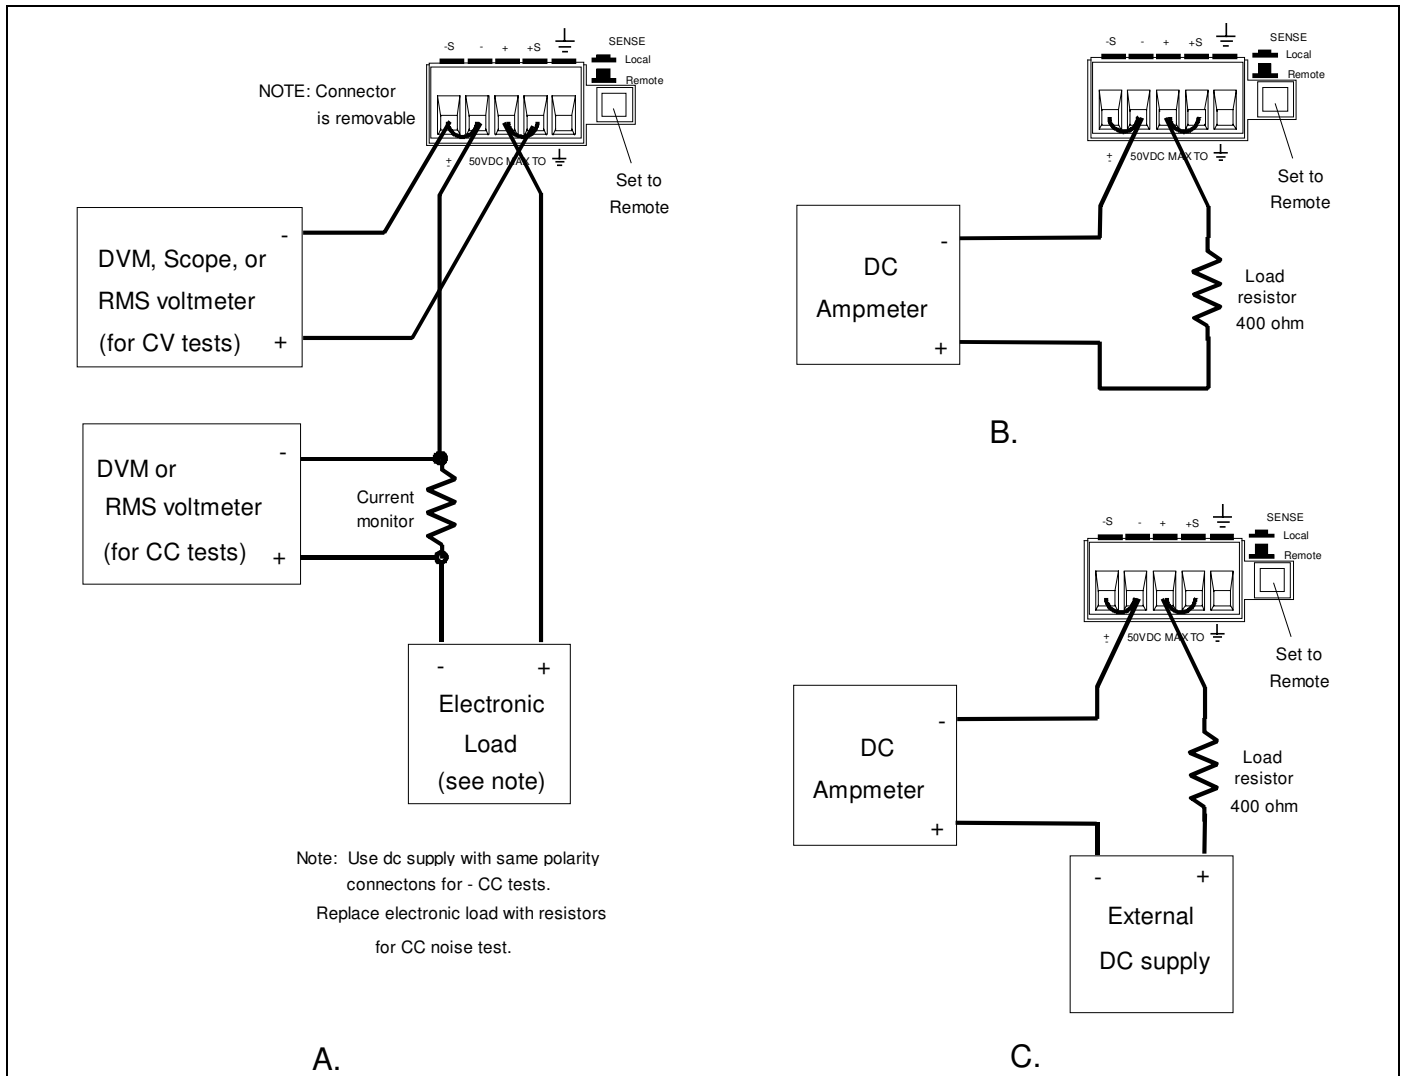 -S - + +S
SENSE
Local
Remote
NOTE: Connector
is removable
+
-
50VDC MAX TO
Set to
Remote
-
DVM, Scope, or
RMS voltmeter
(for CV tests)
+
-
DVM or
RMS voltmeter
(for CC tests)
+
Current
monitor
- +
Electronic
Load
(see note)
Note: Use dc supply with same polarity
connectons for - CC tests.
Replace electronic load with resistors
for CC noise test.
A.
-S - + +S
SENSE
Local
Remote
+
-
50VDC MAX TO
Set to
Remote
-
DC
Ampmeter
+
Load
resistor
400 ohm
B.
-S - + +S
SENSE
Local
Remote
+
-
50VDC MAX TO
Set to
Remote
-
DC
Ampmeter
+
Load
resistor
400 ohm
- +
External
DC supply
C.